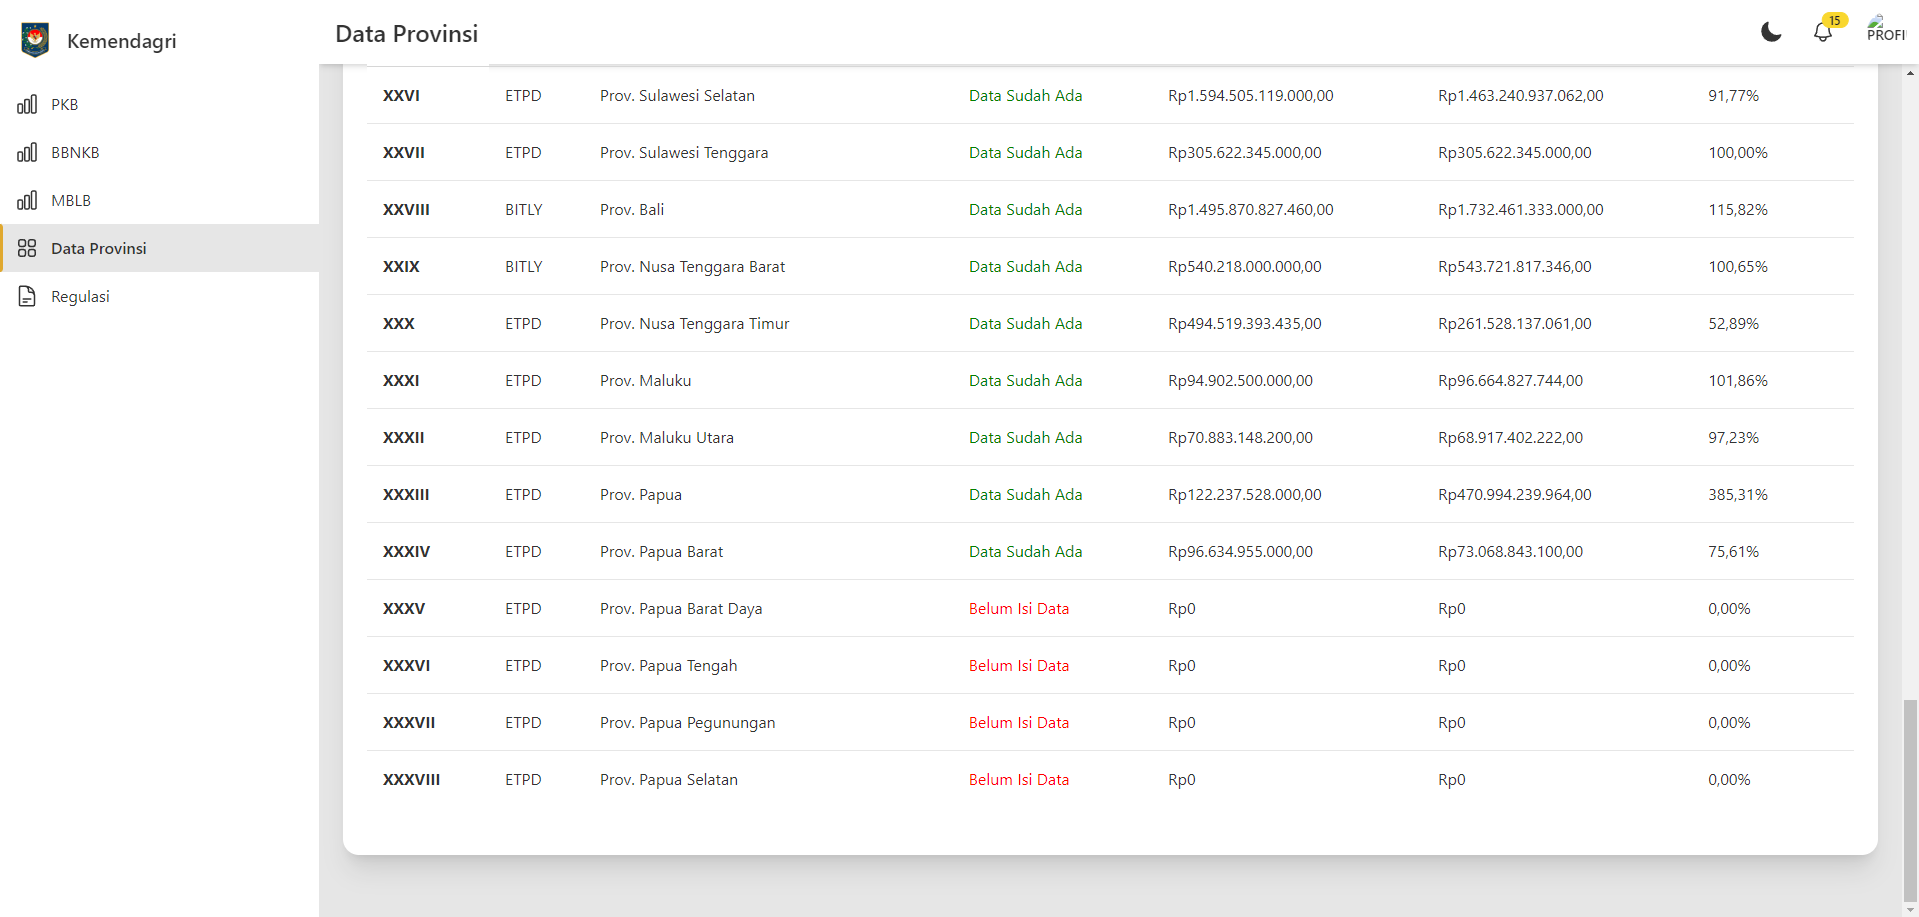 Kemendagri
Data Provinsi
15
PROFI
PKB
BBNKB
MBLB
Data Provinsi
Regulasi
XXVI ETPD Prov. Sulawesi Selatan Data Sudah Ada Rp1.594.505.119.000,00 Rp1.463.240.937.062,00 91,77%
XXVII ETPD Prov. Sulawesi Tenggara Data Sudah Ada Rp305.622.345.000,00 Rp305.622.345.000,00 100,00%
XXVIII BITLY Prov. Bali Data Sudah Ada Rp1.495.870.827.460,00 Rp1.732.461.333.000,00 115,82%
XXIX BITLY Prov. Nusa Tenggara Barat Data Sudah Ada Rp540.218.000.000,00 Rp543.721.817.346,00 100,65%
XXX ETPD Prov. Nusa Tenggara Timur Data Sudah Ada Rp494.519.393.435,00 Rp261.528.137.061,00 52,89%
XXXI ETPD Prov. Maluku Data Sudah Ada Rp94.902.500.000,00 Rp96.664.827.744,00 101,86%
XXXII ETPD Prov. Maluku Utara Data Sudah Ada Rp70.883.148.200,00 Rp68.917.402.222,00 97,23%
XXXIII ETPD Prov. Papua Data Sudah Ada Rp122.237.528.000,00 Rp470.994.239.964,00 385,31%
XXXIV ETPD Prov. Papua Barat Data Sudah Ada Rp96.634.955.000,00 Rp73.068.843.100,00 75,61%
XXXV ETPD Prov. Papua Barat Daya Belum Isi Data Rp0 Rp0 0,00%
XXXVI ETPD Prov. Papua Tengah Belum Isi Data Rp0 Rp0 0,00%
XXXVII ETPD Prov. Papua Pegunungan Belum Isi Data Rp0 Rp0 0,00%
XXXVIII ETPD Prov. Papua Selatan Belum Isi Data Rp0 Rp0 0,00%